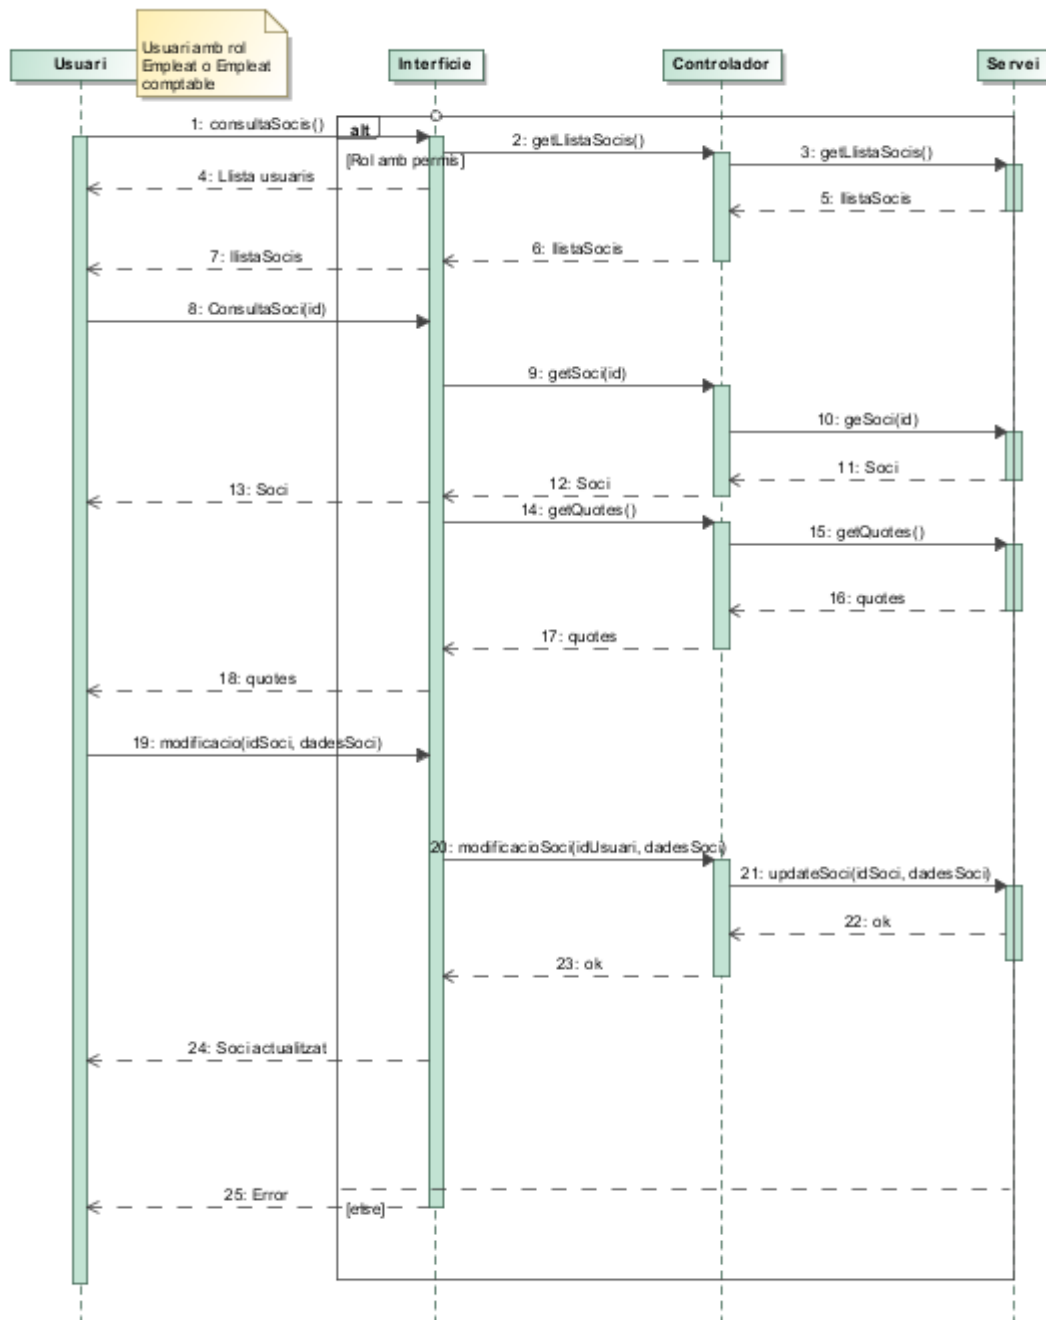 Usuari amb rol
Empleat o Empleat
comptable
Usuari
Interfície
Controlador
Servei
1: consultaSocis()
alt
2: getLlistaSocis()
[Rol amb permis]
3: getLlistaSocis()
4: Llista usuaris
5: llistaSocis
6: llistaSocis
7: llistaSocis
8: ConsultaSoci(id)
9: getSoci(id)
10: geSoci(id)
11: Soci
12: Soci
13: Soci
14: getQuotes()
15: getQuotes()
16: quotes
17: quotes
18: quotes
19: modificacio(idSoci, dadesSoci)
20: modificacioSoci(idUsuari, dadesSoci)
21: updateSoci(idSoci, dadesSoci)
22: ok
23: ok
24: Soci actualitzat
25: Error
[else]